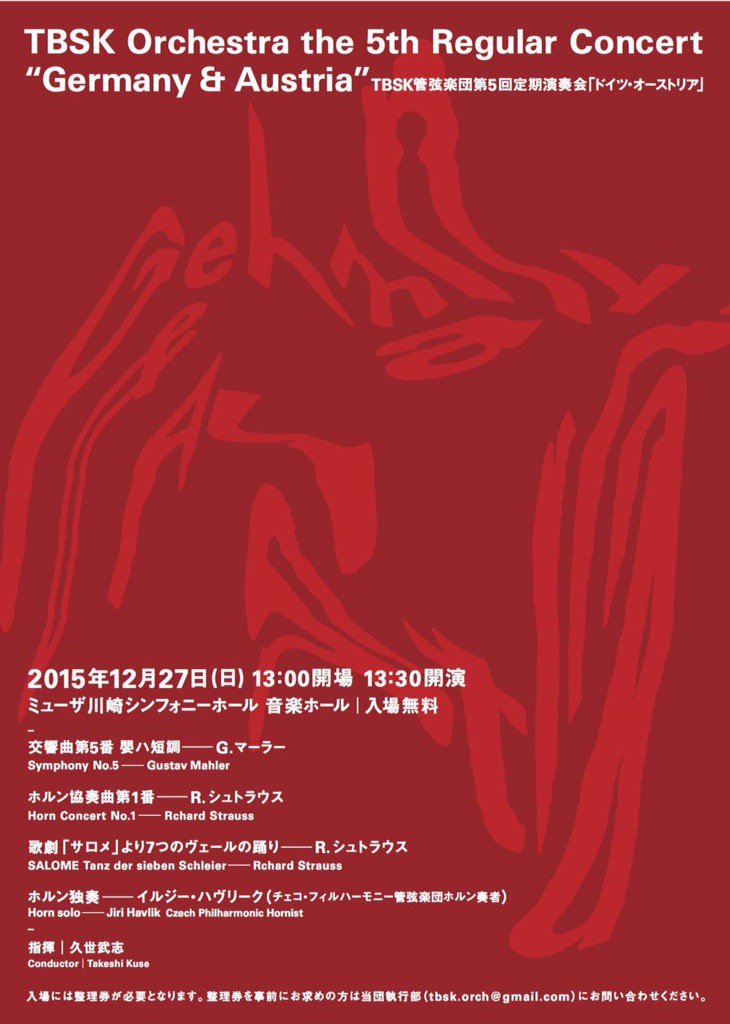 TBSK Orchestra the 5th Regular Concert
“Germany & Austria” TBSK管弦楽団第5回定期演奏会「ドイツ・オーストリア」
Germany
& Aust
2015年12月27日(日) 13:00開場 13:30開演
ミューザ川崎シンフォニーホール 音楽ホール | 入場無料
–
交響曲第5番 嬰ハ短調——G.マーラー
Symphony No.5——Gustav Mahler
ホルン協奏曲第1番——R.シュトラウス
Horn Concert No.1——Rchard Strauss
歌劇「サロメ」より7つのヴェールの踊り——R.シュトラウス
SALOME Tanz der sieben Schleier——Rchard Strauss
ホルン独奏——イルジー・ハヴリーク(チェコ・フィルハーモニー管弦楽団ホルン奏者)
Horn solo——Jiri Havlik Czech Philharmonic Hornist
–
指揮 | 久世武志
Conductor | Takeshi Kuse
入場には整理券が必要となります。整理券を事前にお求めの方は当団執行部(tbsk.orch@gmail.com)にお問い合わせください。